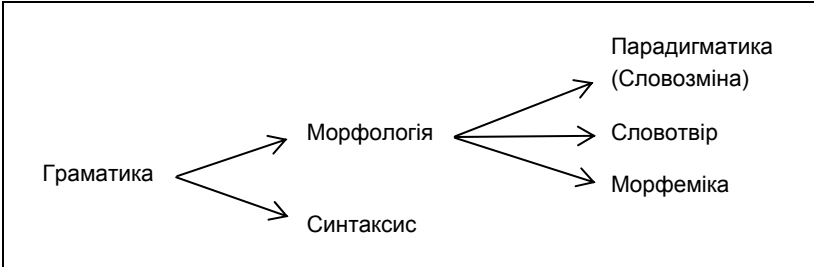 Парадигматика
(Словозміна)
Морфологія
Словотвір
Граматика
Морфеміка
Синтаксис